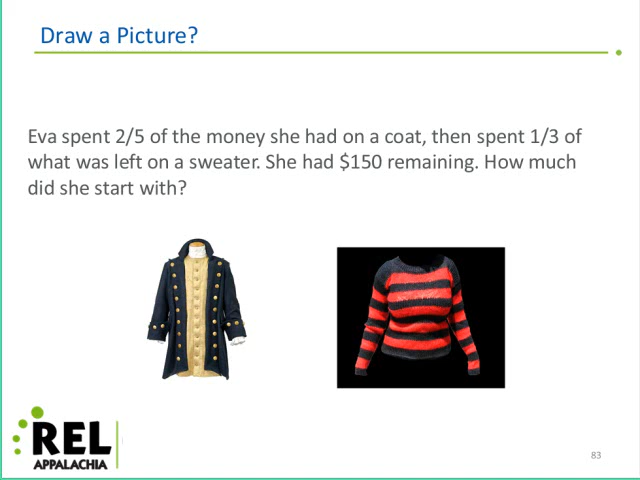 Draw a Picture?
Eva spent 2/5 of the money she had on a coat, then spent 1/3 of
what was left on a sweater. She had $150 remaining. How much
did she start with?
REL
APPALACHIA
83